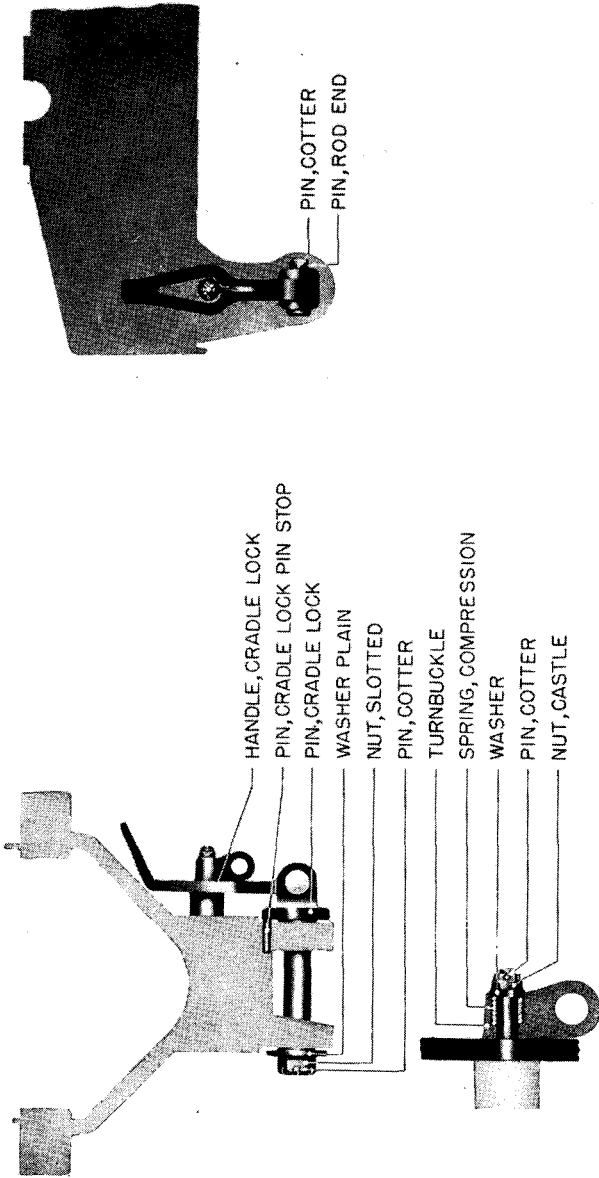 HANDLE, CRADLE LOCK
PIN, CRADLE LOCK PIN STOP
PIN, CRADLE LOCK
WASHER PLAIN
NUT, SLOTTED
PIN, COTTER
TURNBUCKLE
SPRING, COMPRESSION
WASHER
PIN, COTTER
NUT, CASTLE
PIN, COTTER
PIN, ROD END